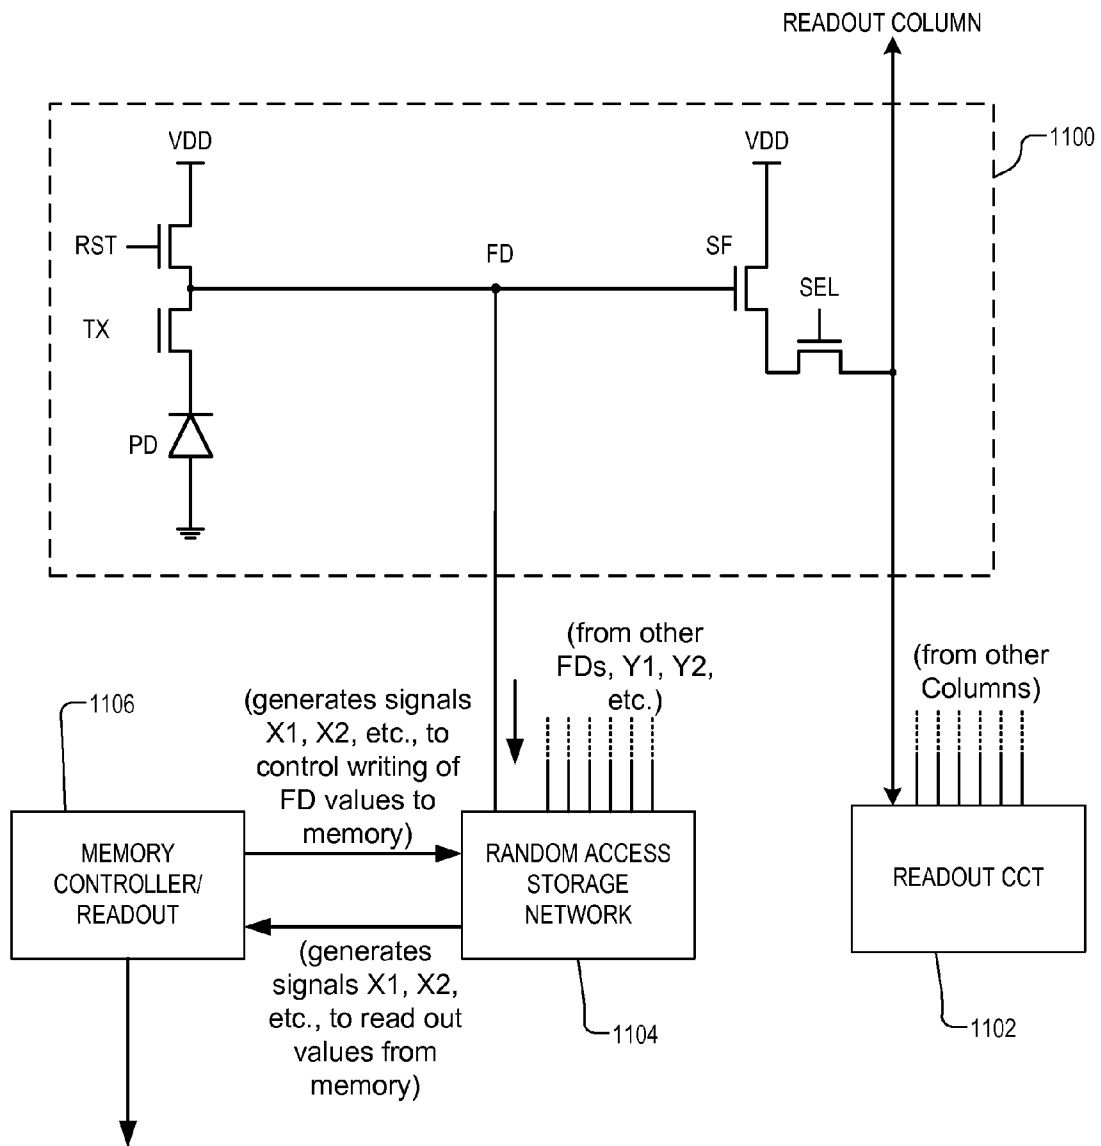 READOUT COLUMN
1100
VDD
VDD
RST
FD
SF
SEL
TX
PD
(from other
FDs, Y1, Y2,
etc.)
(from other
Columns)
1106
(generates signals
X1, X2, etc., to
control writing of
FD values to
memory)
MEMORY
CONTROLLER/
READOUT
RANDOM ACCESS
STORAGE
NETWORK
READOUT CCT
(generates
signals X1, X2,
etc., to read out
values from
memory)
1104
1102